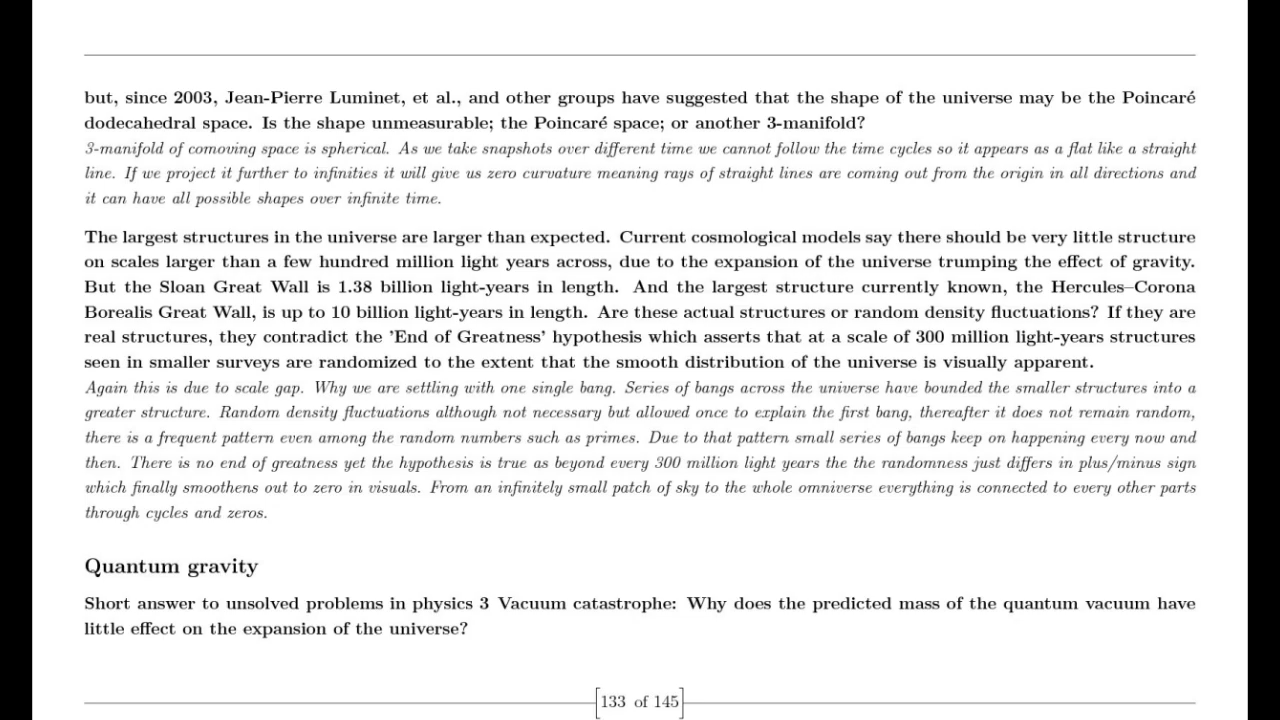 but, since 2003, Jean-Pierre Luminet, et al., and other groups have suggested that the shape of the universe may be the Poincaré
dodecahedral space. Is the shape unmeasurable; the Poincaré space; or another 3-manifold?
3-manifold of comoving space is spherical. As we take snapshots over different time we cannot follow the time cycles so it appears as a flat like a straight
line. If we project it further to infinities it will give us zero curvature meaning rays of straight lines are coming out from the origin in all directions and
it can have all possible shapes over infinite time.
The largest structures in the universe are larger than expected. Current cosmological models say there should be very little structure
on scales larger than a few hundred million light years across, due to the expansion of the universe trumping the effect of gravity.
But the Sloan Great Wall is 1.38 billion light-years in length. And the largest structure currently known, the Hercules–Corona
Borealis Great Wall, is up to 10 billion light-years in length. Are these actual structures or random density fluctuations? If they are
real structures, they contradict the 'End of Greatness' hypothesis which asserts that at a scale of 300 million light-years structures
seen in smaller surveys are randomized to the extent that the smooth distribution of the universe is visually apparent.
Again this is due to scale gap. Why we are settling with one single bang. Series of bangs across the universe have bounded the smaller structures into a
greater structure. Random density fluctuations although not necessary but allowed once to explain the first bang, thereafter it does not remain random,
there is a frequent pattern even among the random numbers such as primes. Due to that pattern small series of bangs keep on happening every now and
then. There is no end of greatness yet the hypothesis is true as beyond every 300 million light years the the randomness just differs in plus/minus sign
which finally smoothens out to zero in visuals. From an infinitely small patch of sky to the whole omniverse everything is connected to every other parts
through cycles and zeros.
Quantum gravity
Short answer to unsolved problems in physics 3 Vacuum catastrophe: Why does the predicted mass of the quantum vacuum have
little effect on the expansion of the universe?
133 of 145